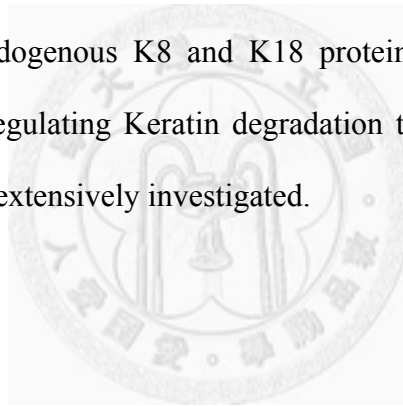 dogenous K8 and K18 protein
egulating Keratin degradation t
extensively investigated.